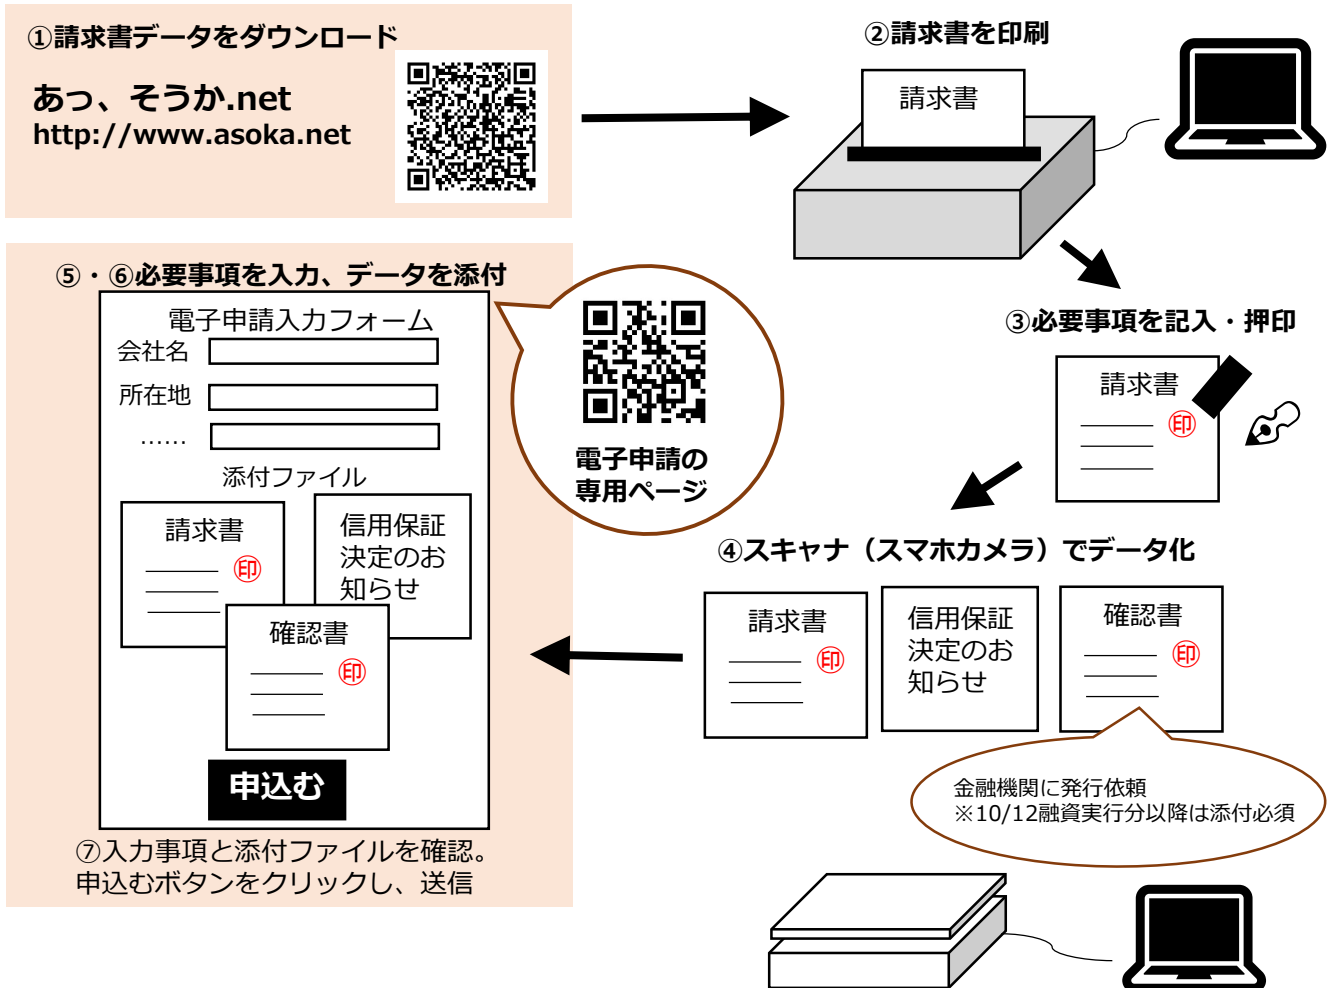 ①請求書データをダウンロード
あっ、そうか.net
http://www.asoka.net
②請求書を印刷
請求書
③必要事項を記入・押印
請求書
印
④スキャナ（スマホカメラ）でデータ化
請求書
印
信用保証
決定のお
知らせ
確認書
印
金融機関に発行依頼
※10/12融資実行分以降は添付必須
⑤・⑥必要事項を入力、データを添付
電子申請入力フォーム
会社名
所在地
……
添付ファイル
請求書
印
信用保証
決定のお
知らせ
確認書
印
申込む
電子申請の
専用ページ
⑦入力事項と添付ファイルを確認。
申込むボタンをクリックし、送信